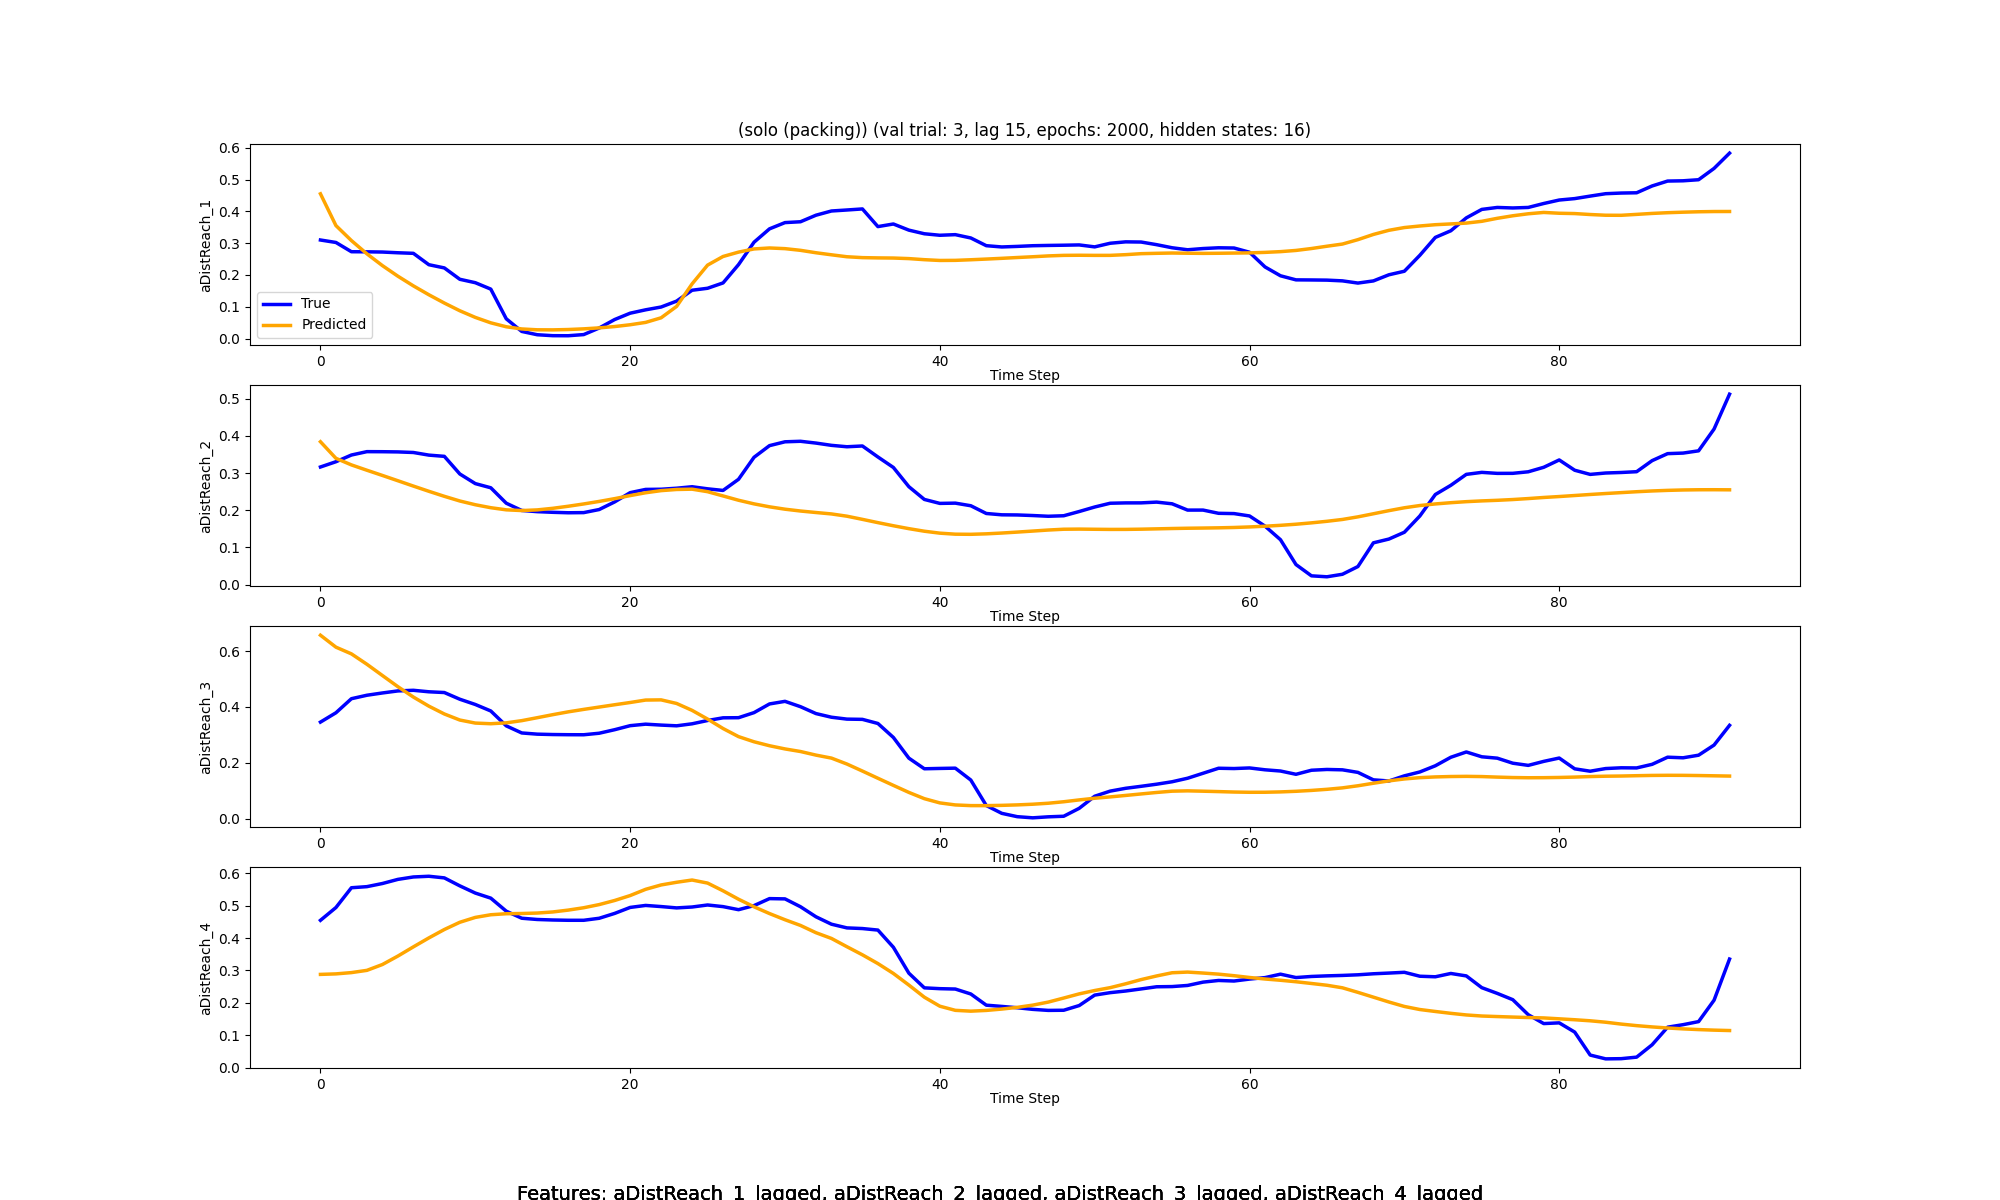 (solo (packing)) (val trial: 3, lag 15, epochs: 2000, hidden states: 16)
0.6
0.5
0.4
0.3
0.2
0.1
0.0
aDistReach_1
True
Predicted
0 20 40 60 80
Time Step
0.5
0.4
0.3
0.2
0.1
0.0
aDistReach_2
0 20 40 60 80
Time Step
0.6
0.4
0.2
0.0
aDistReach_3
0 20 40 60 80
Time Step
0.6
0.5
0.4
0.3
0.2
0.1
0.0
aDistReach_4
0 20 40 60 80
Time Step
Features: aDistReach_1_lagged, aDistReach_2_lagged, aDistReach_3_lagged, aDistReach_4_lagged